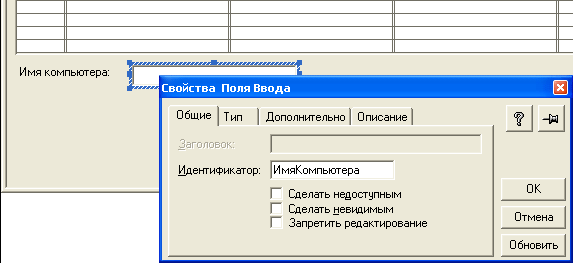 Имя компьютера:
Свойства Поля Ввода
Общие Тип Дополнительно Описание
Заголовок:
Идентификатор: ИмяКомпьютера
Сделать недоступным
Сделать невидимым
Запретить редактирование
?
OK
Отмена
Обновить